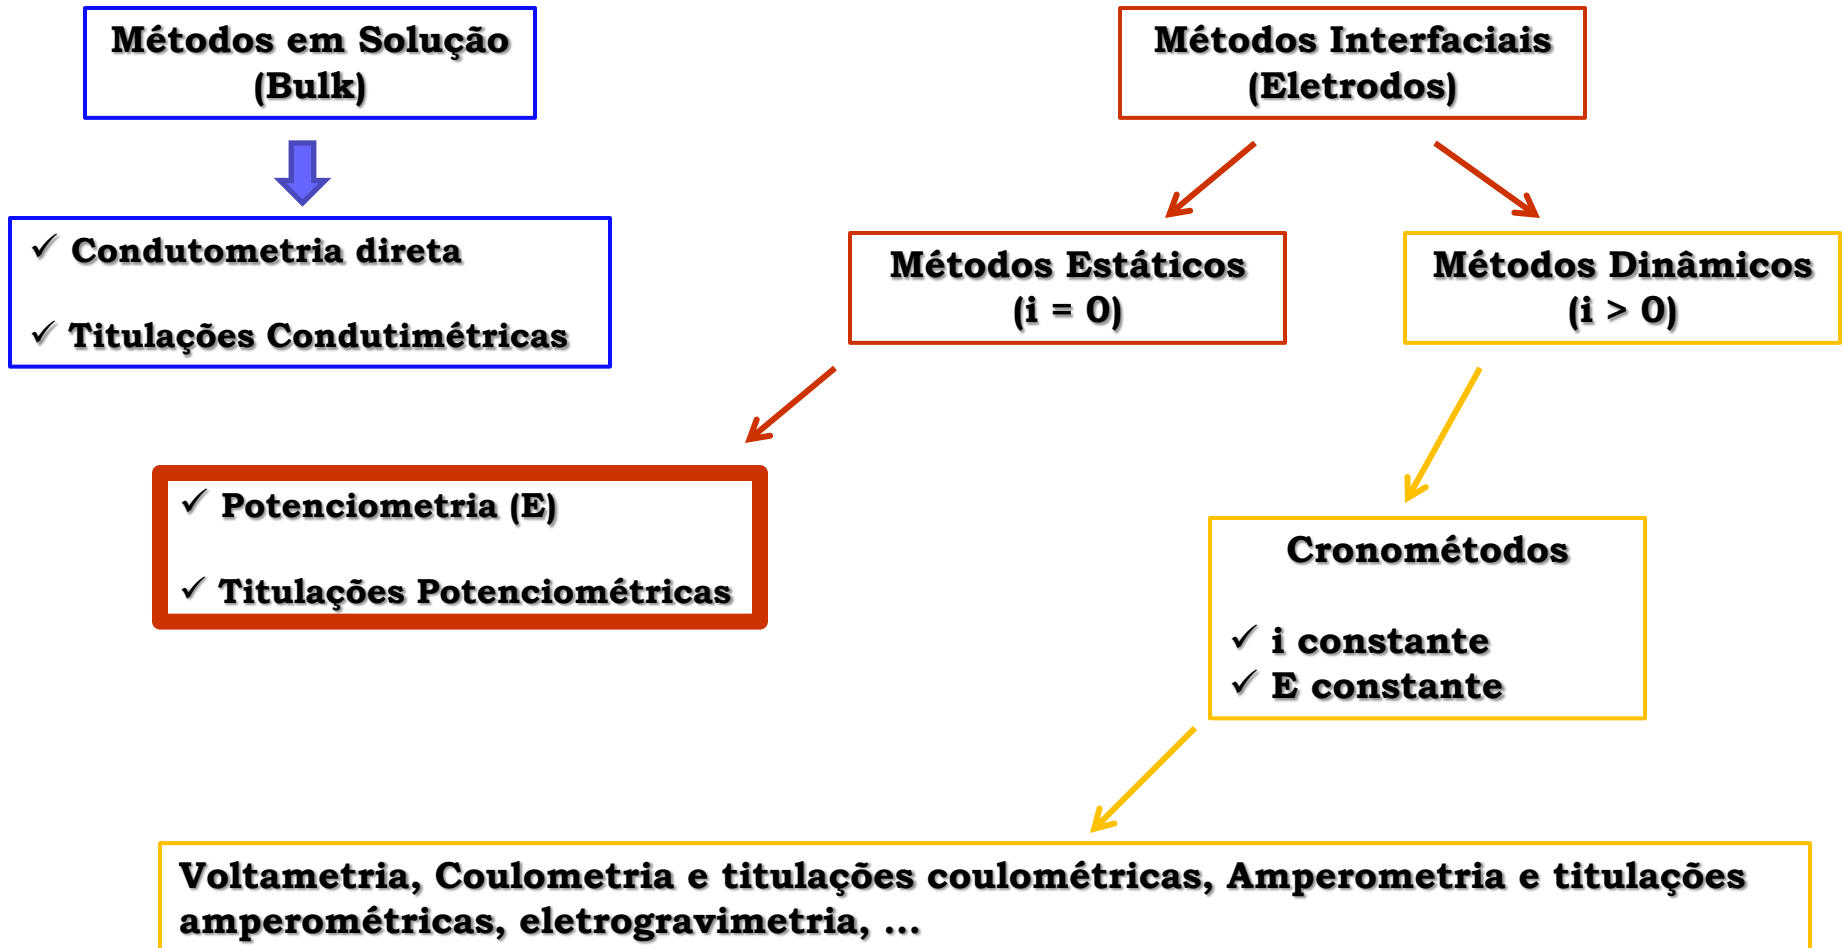 Métodos em Solução
(Bulk)
Métodos Interfaciais
(Eletrodos)
✓ Condutometria direta
✓ Titulações Condutimétricas
Métodos Estáticos
(i = 0)
Métodos Dinâmicos
(i > 0)
✓ Potenciometria (E)
✓ Titulações Potenciométricas
Cronométodos
✓ i constante
✓ E constante
Voltametria, Coulometria e titulações coulométricas, Amperometria e titulações
amperométricas, eletrogravimetria, ...